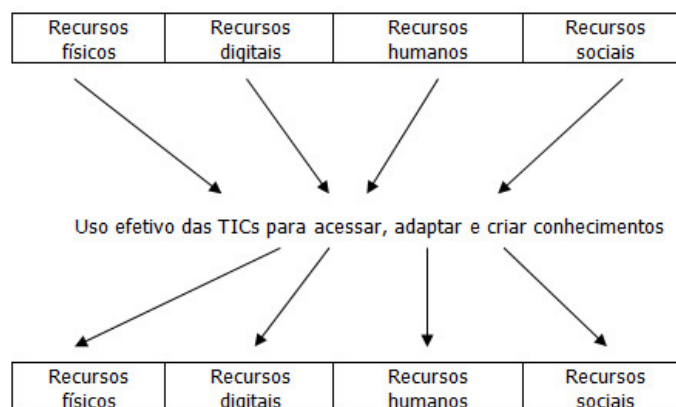 Recursos físicos
Recursos digitais
Recursos humanos
Recursos sociais
Uso efetivo das TICs para acessar, adaptar e criar conhecimentos
Recursos físicos
Recursos digitais
Recursos humanos
Recursos sociais